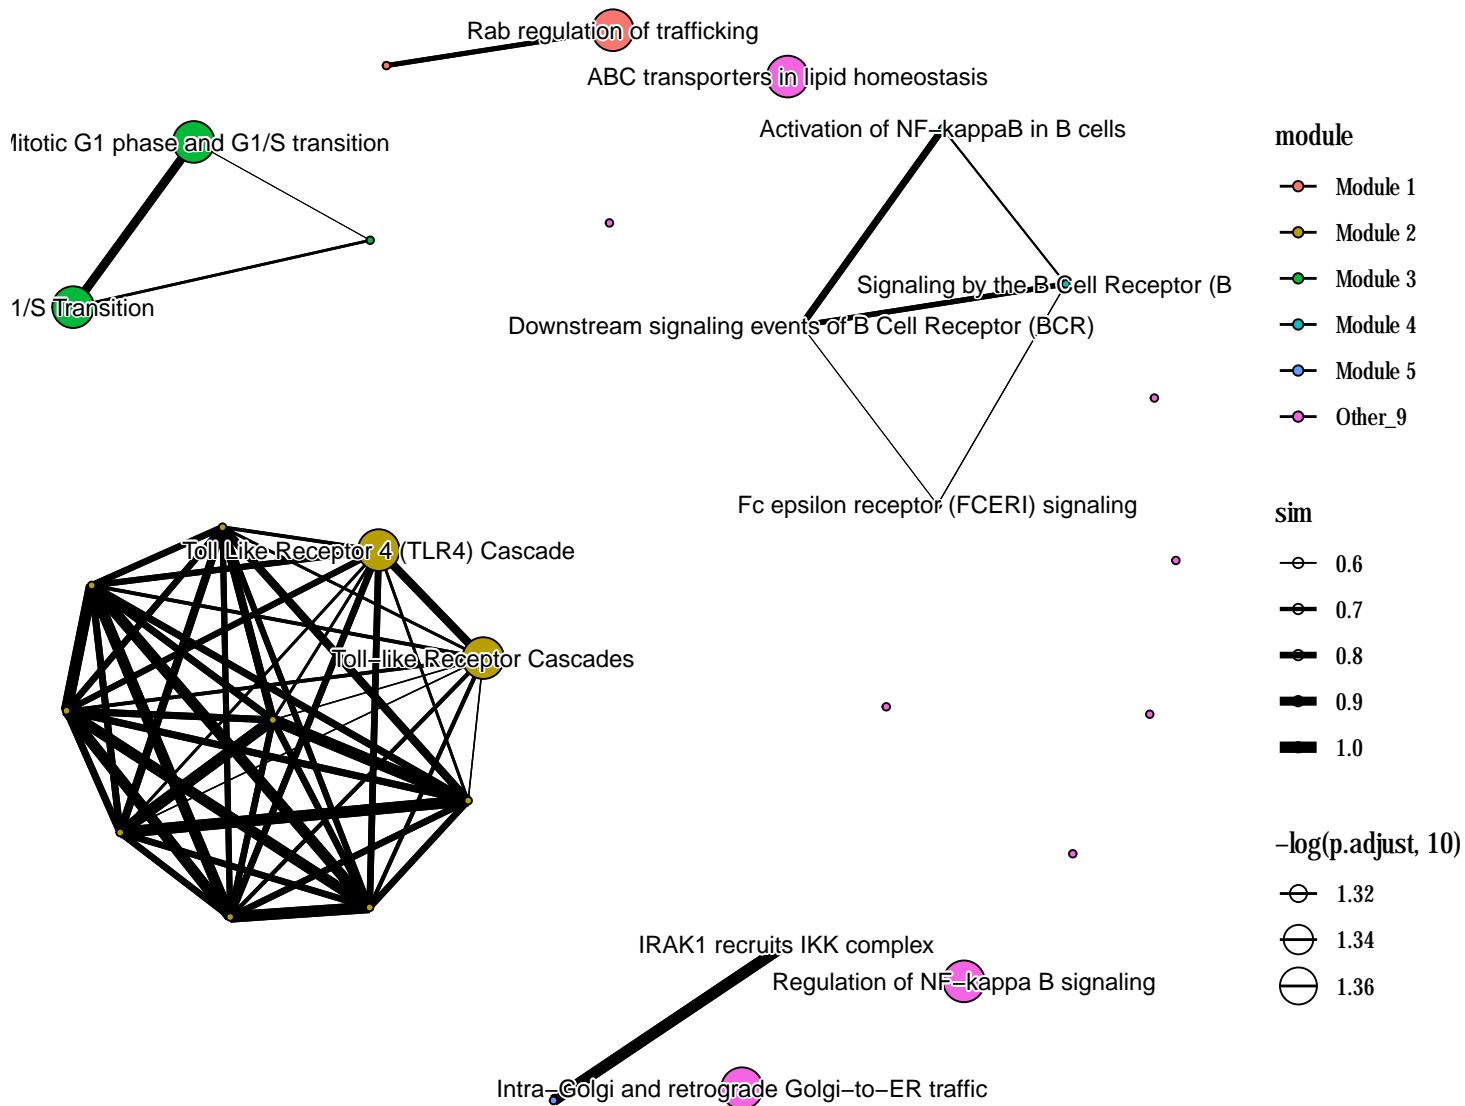 Rab regulation of trafficking
ABC transporters in lipid homeostasis
Activation of NF−kappaB in B cells
litotic G1 phase and G1/S transition
Signaling by the B Cell Receptor (B
1/S Transition
Downstream signaling events of B Cell Receptor (BCR)
Fc epsilon receptor (FCERI) signaling
Toll Like Receptor 4 (TLR4) Cascade
Toll−like Receptor Cascades
IRAK1 recruits IKK complex
Regulation of NF−kappa B signaling
Intra−Golgi and retrograde Golgi−to−ER traffic
module
Module 1
Module 2
Module 3
Module 4
Module 5
Other_9
sim
0.6
0.7
0.8
0.9
1.0
−log(p.adjust, 10)
1.32
1.34
1.36